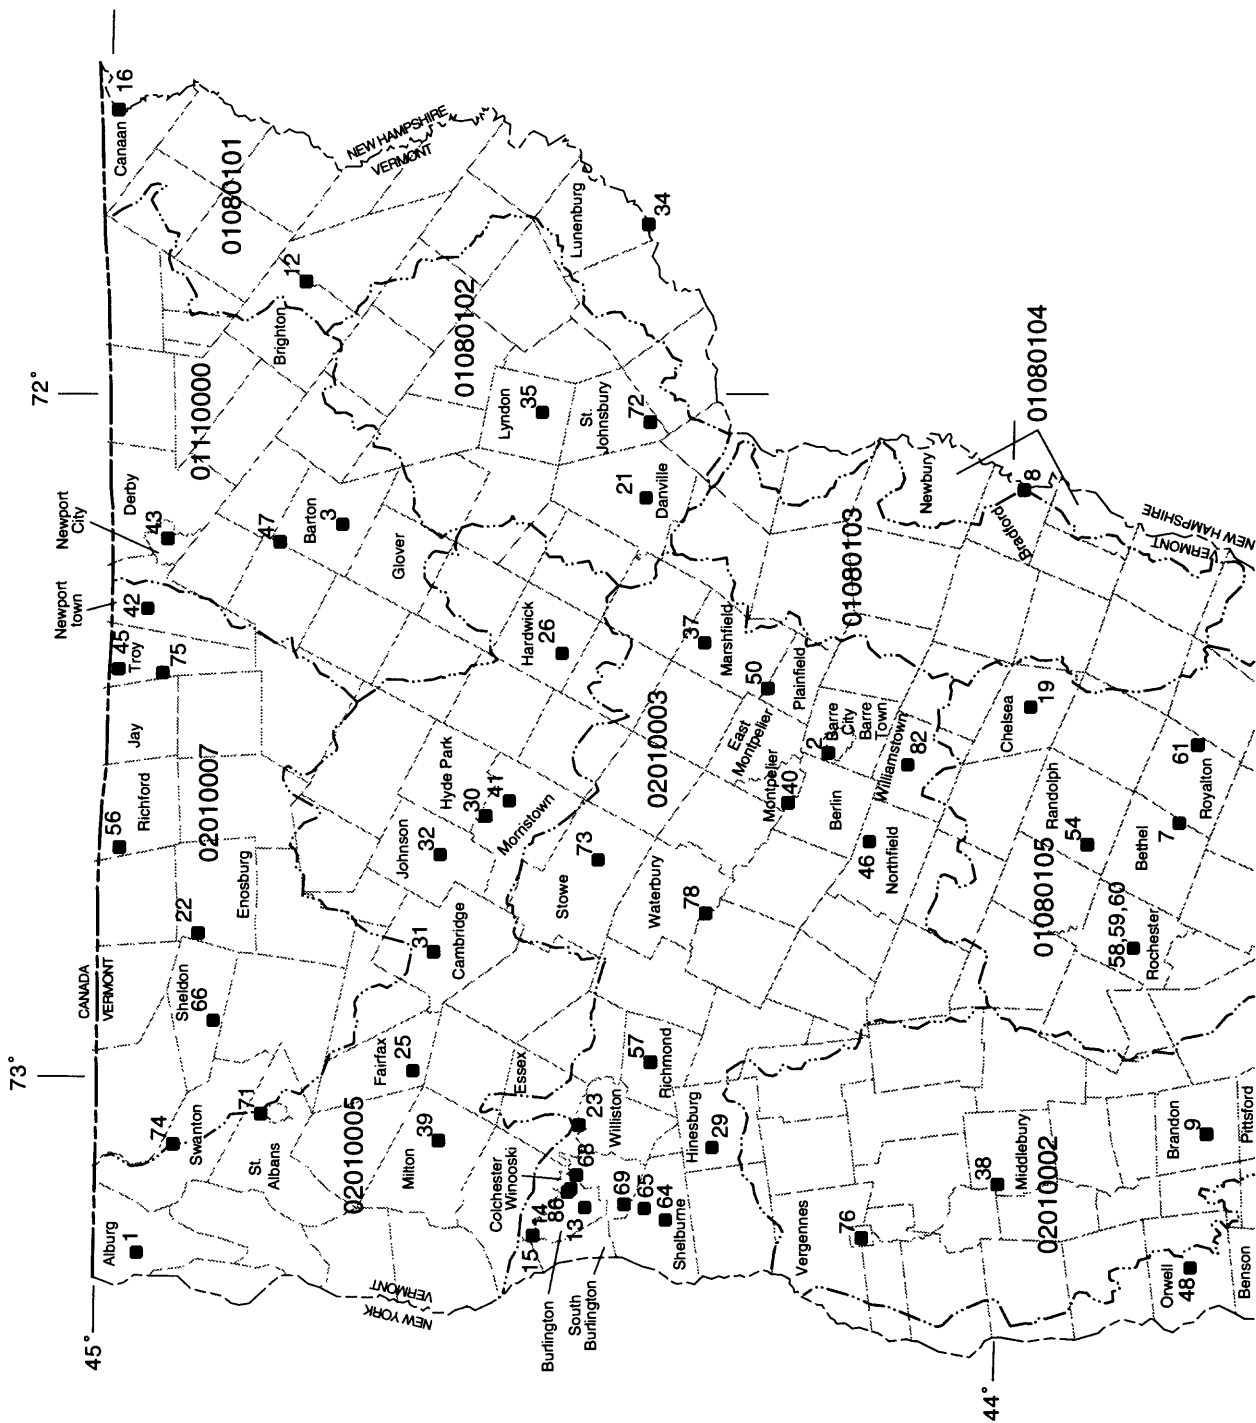 16
Canaan
01080101
NEW HAMPSHIRE
VERMONT
Lunenburg
34
12
Brighton
01080102
72°
01110000
Lyndon
35
St.
Johnsbury
72
01080104
Newport
City
Derby
43
47
Barton
3
Glover
21
Danville
Newbury
8
Bradford
NEW HAMPSHIRE
VERMONT
Newport
town
42
45
Troy
75
Hardwick
26
37
Marshfield
01080103
50
Plainfield
Jay
02010007
Hyde Park
30
41
Morristown
02010003
East
Montpelier
Montpelier
40
2
Barre
City
Barre
Town
Williamstown
82
Chelsea
19
61
Royalton
56
Richford
Enosburg
22
Johnson
32
Stowe
73
Waterbury
78
Berlin
46
Northfield
Randolph
54
Bethel
7
01080105
58,59,60
Rochester
CANADA
VERMONT
Sheldon
66
31
Cambridge
73°
Fairfax
25
Essex
57
Richmond
74
Swanton
71
St.
Albans
02010005
39
Milton
Colchester
Winooski
23
Williston
68
Hinesburg
29
38
Middlebury
02010002
Brandon
9
Pittsford
Alburg
1
15
14
86
13
69
65
64
Shelburne
Vergennes
76
Orwell
48
Benson
NEW YORK
VERMONT
Burlington
South
Burlington
45°
44°